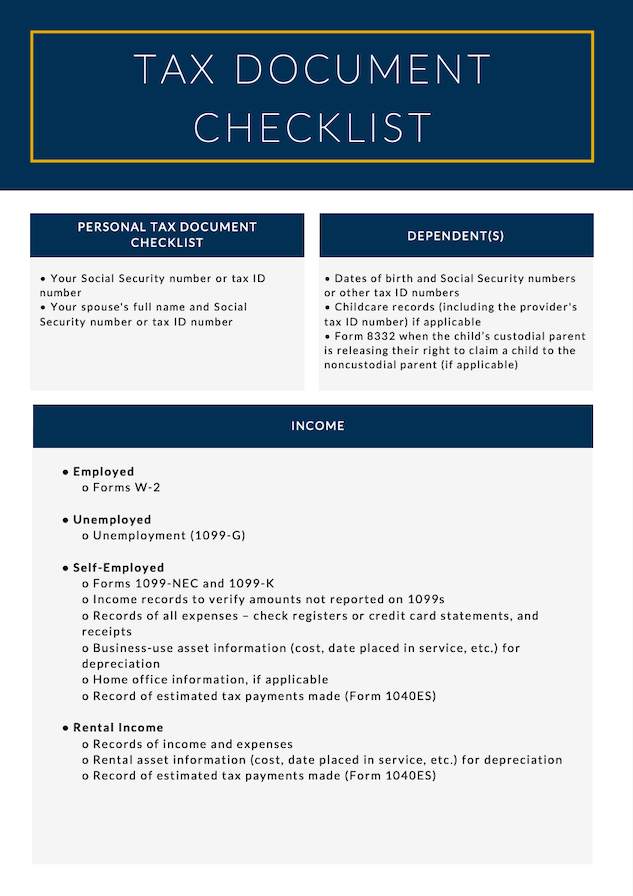 TAX DOCUMENT
CHECKLIST
PERSONAL TAX DOCUMENT
CHECKLIST
• Your Social Security number or tax ID
number
• Your spouse's full name and Social
Security number or tax ID number
DEPENDENT(S)
• Dates of birth and Social Security numbers
or other tax ID numbers
• Childcare records (including the provider's
tax ID number) if applicable
• Form 8332 when the child’s custodial parent
is releasing their right to claim a child to the
noncustodial parent (if applicable)
INCOME
• Employed
o Forms W-2
• Unemployed
o Unemployment (1099-G)
• Self-Employed
o Forms 1099-NEC and 1099-K
o Income records to verify amounts not reported on 1099s
o Records of all expenses – check registers or credit card statements, and
receipts
o Business-use asset information (cost, date placed in service, etc.) for
depreciation
o Home office information, if applicable
o Record of estimated tax payments made (Form 1040ES)
• Rental Income
o Records of income and expenses
o Rental asset information (cost, date placed in service, etc.) for depreciation
o Record of estimated tax payments made (Form 1040ES)